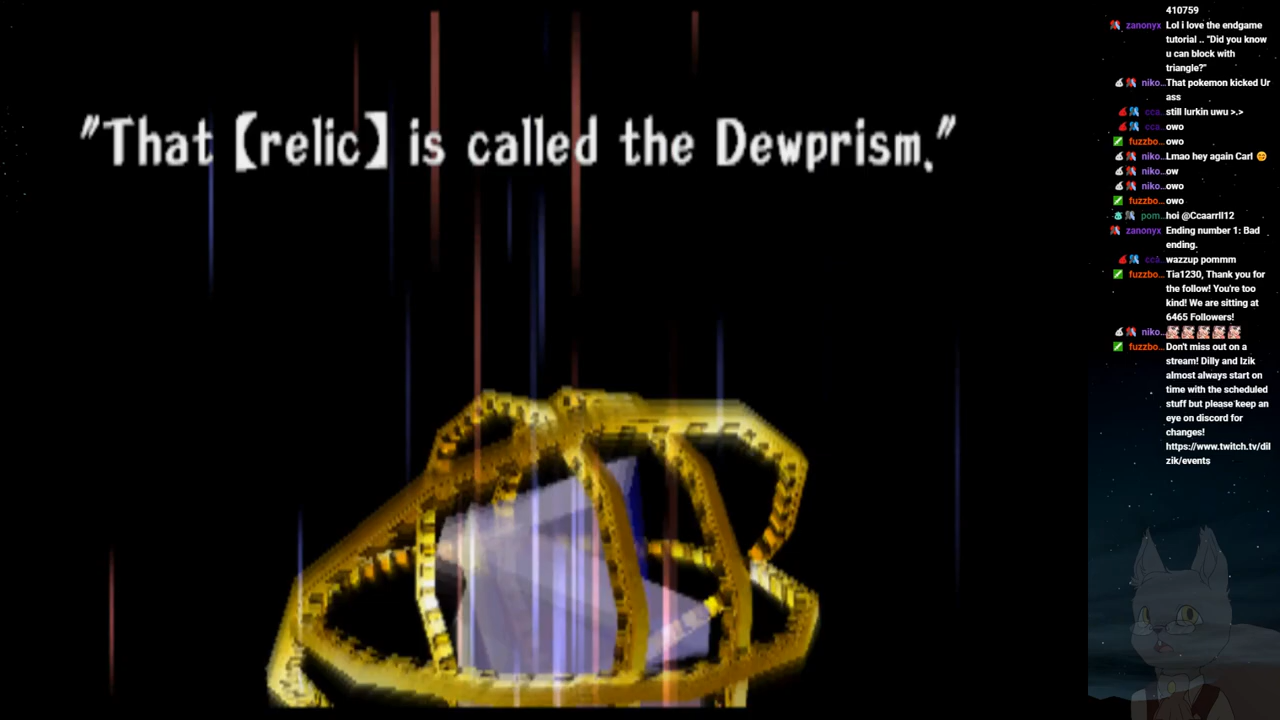 "That【relic】is called the Dewprism."
410759
zanonyx Lol i love the endgame
tutorial .. "Did you know
u can block with
triangle?"
niko... That pokemon kicked Ur
ass
cca... still lurkin uwu >.>
cca... owo
fuzzbo... owo
niko... Lmao hey again Carl 😊
niko... ow
niko... owo
fuzzbo... owo
pom... hoi @Ccaarrll12
zanonyx Ending number 1: Bad
ending.
cca... wazzup pommm
fuzzbo... Tia1230, Thank you for
the follow! You're too
kind! We are sitting at
6465 Followers!
niko...
fuzzbo... Don't miss out on a
stream! Dilly and Izik
almost always start on
time with the scheduled
stuff but please keep an
eye on discord for
changes!
https://www.twitch.tv/dil
zik/events